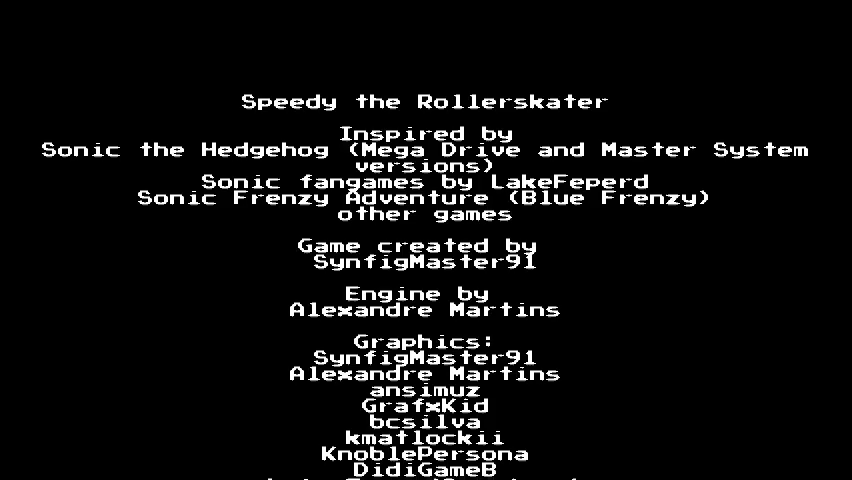 Speedy the Rollerskater
Inspired by
Sonic the Hedgehog (Mega Drive and Master System
versions)
Sonic fangames by LakeFeperd
Sonic Frenzy Adventure (Blue Frenzy)
other games
Game created by
SynfigMaster91
Engine by
Alexandre Martins
Graphics:
SynfigMaster91
Alexandre Martins
ansimuz
GrafxKid
bcsilva
kmatlockii
KnoblePersona
DidiGameB